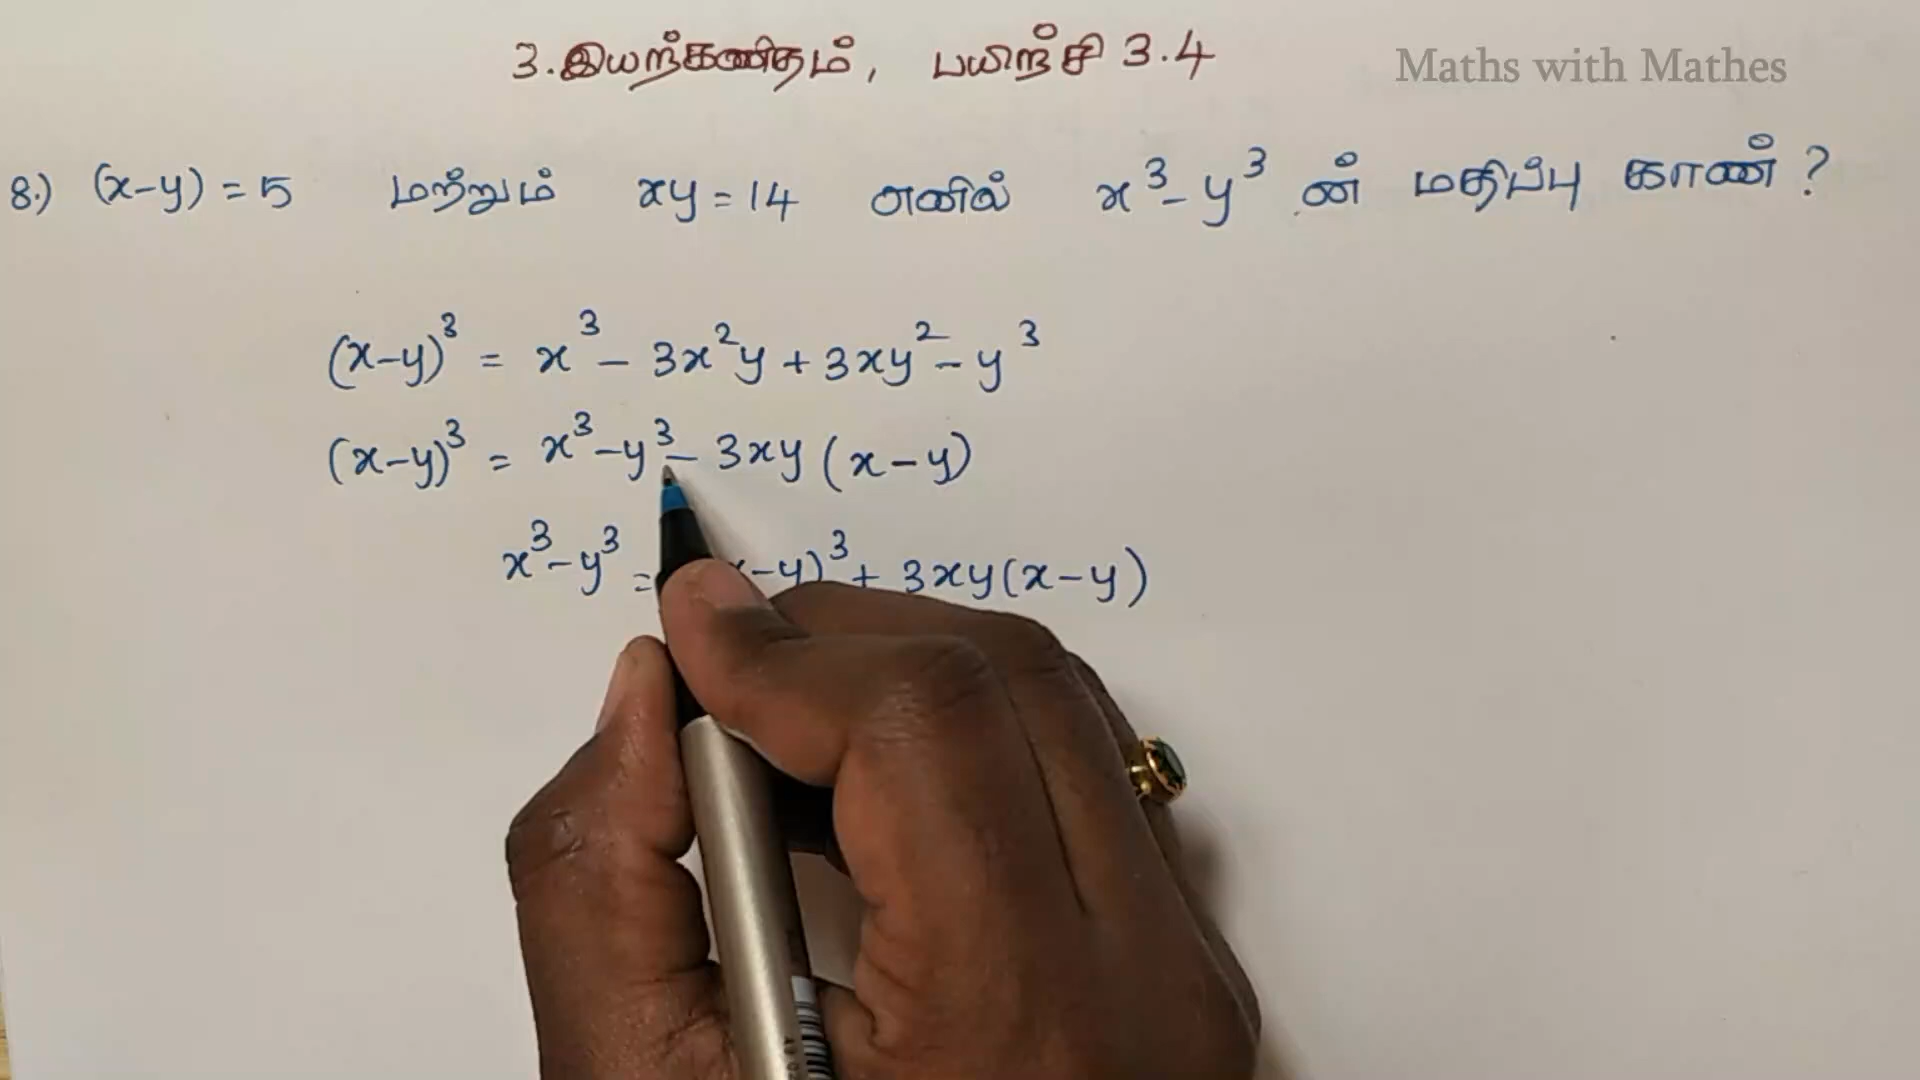 3. இயற்கணிதம், பயிற்சி 3.4
Maths with Mathes
8.) (x-y) = 5 மற்றும் xy = 14 எனில் x³ - y³ ன் மதிப்பு காண் ?
(x-y)³ = x³ - 3x²y + 3xy² - y³
(x-y)³ = x³ - y³ - 3xy (x - y)
x³ - y³ = x-y)³ + 3xy(x-y)